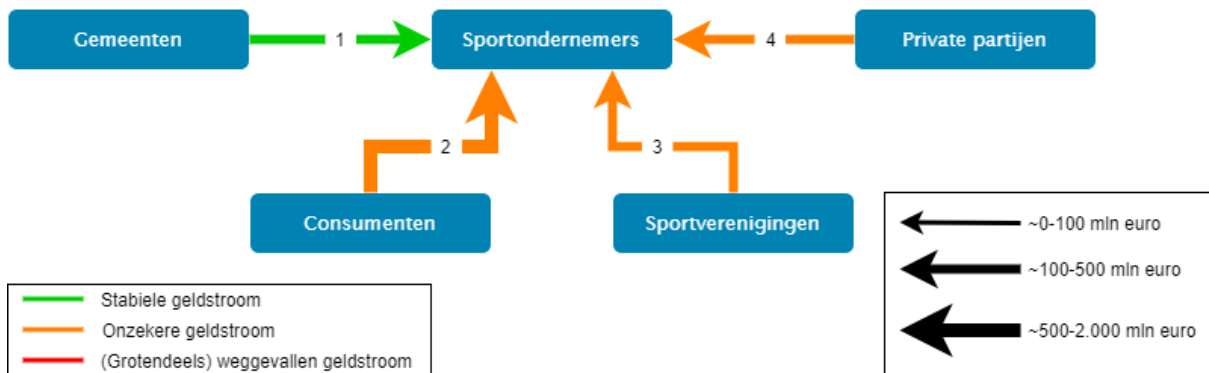 Gemeenten
1
Sportondernemers
4
Private partijen
2
3
Consumenten
Sportverenigingen
Stabiele geldstroom
Onzekere geldstroom
(Grotendeels) weggevallen geldstroom
~0-100 mln euro
~100-500 mln euro
~500-2.000 mln euro